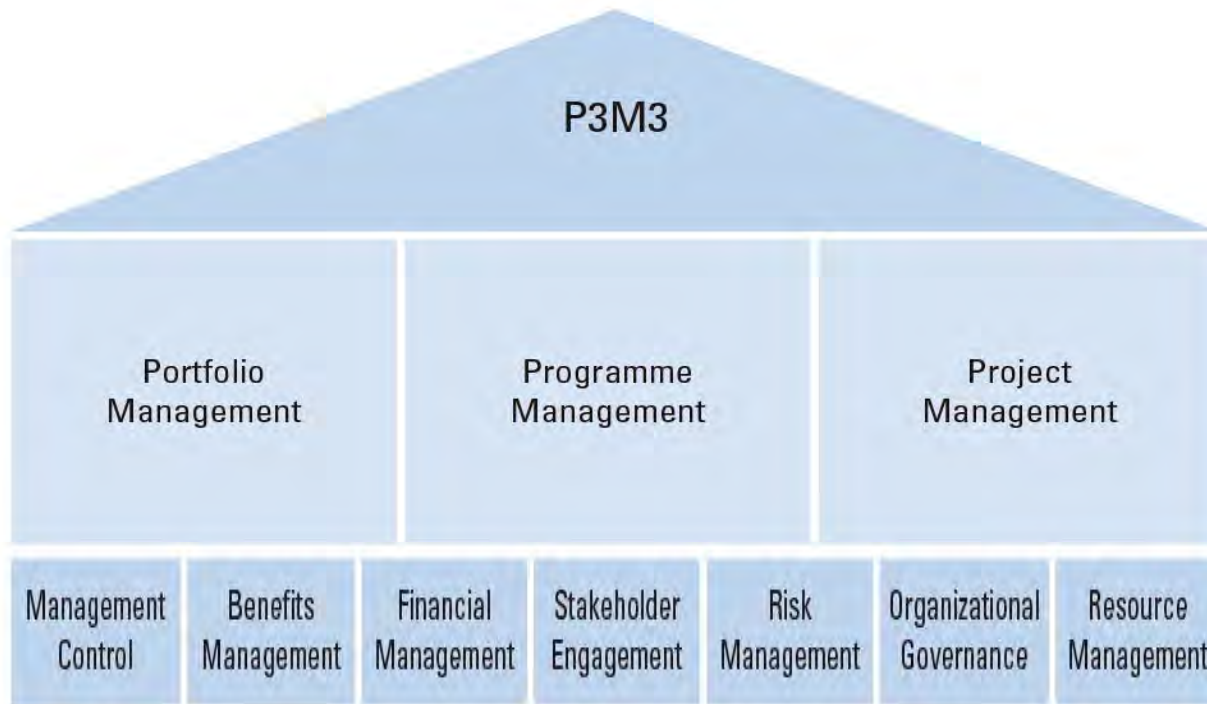 P3M3
Portfolio
Management
Programme
Management
Project
Management
Management
Control
Benefits
Management
Financial
Management
Stakeholder
Engagement
Risk
Management
Organizational
Governance
Resource
Management